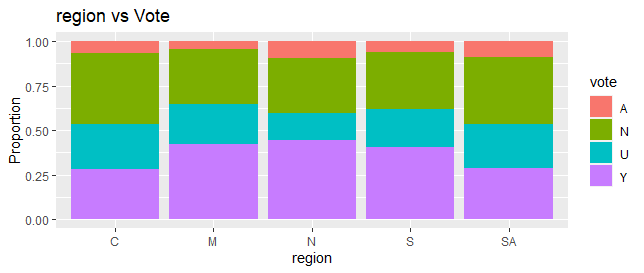 region vs Vote
Proportion
1.00
0.75
0.50
0.25
0.00
C M N S SA
region
vote
A
N
U
Y